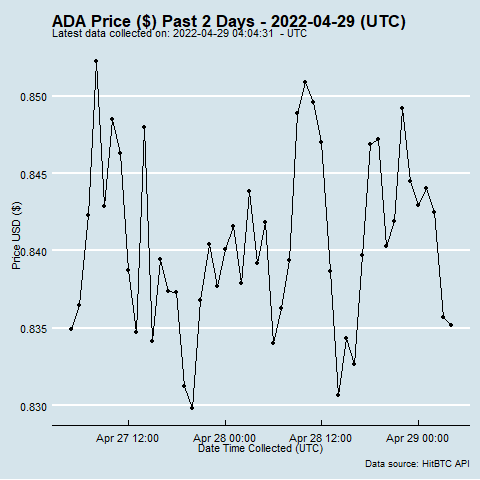 ADA Price ($) Past 2 Days - 2022-04-29 (UTC)
Latest data collected on: 2022-04-29 04:04:31 - UTC
0.850
0.845
0.840
0.835
0.830
Price USD ($)
Apr 27 12:00
Apr 28 00:00
Apr 28 12:00
Apr 29 00:00
Date Time Collected (UTC)
Data source: HitBTC API